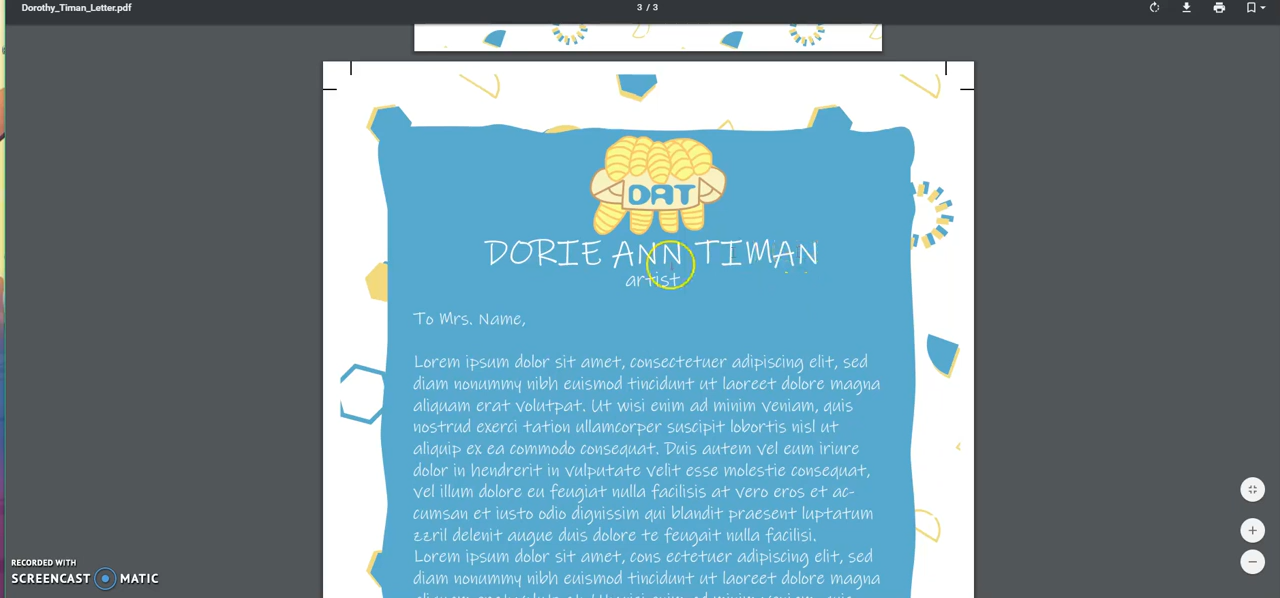 Dorothy_Timan_Letter.pdf
3 / 3
DAT
DORIE ANN TIMAN
artist
To Mrs. Name,
Lorem ipsum dolor sit amet, consectetuer adipiscing elit, sed
diam nonummy nibh euismod tincidunt ut laoreet dolore magna
aliquam erat volutpat. Ut wisi enim ad minim veniam, quis
nostrud exerci tation ullamcorper suscipit lobortis nisl ut
aliquip ex ea commodo consequat. Duis autem vel eum iriure
dolor in hendrerit in vulputate velit esse molestie consequat,
vel illum dolore eu feugiat nulla facilisis at vero eros et ac-
cumsan et iusto odio dignissim qui blandit praesent luptatum
zzril delenit augue duis dolore te feugait nulla facilisi.
Lorem ipsum dolor sit amet, cons ectetuer adipiscing elit, sed
diam nonummy nibh euismod tincidunt ut laoreet dolore magna
RECORDED WITH
SCREENCAST MATIC